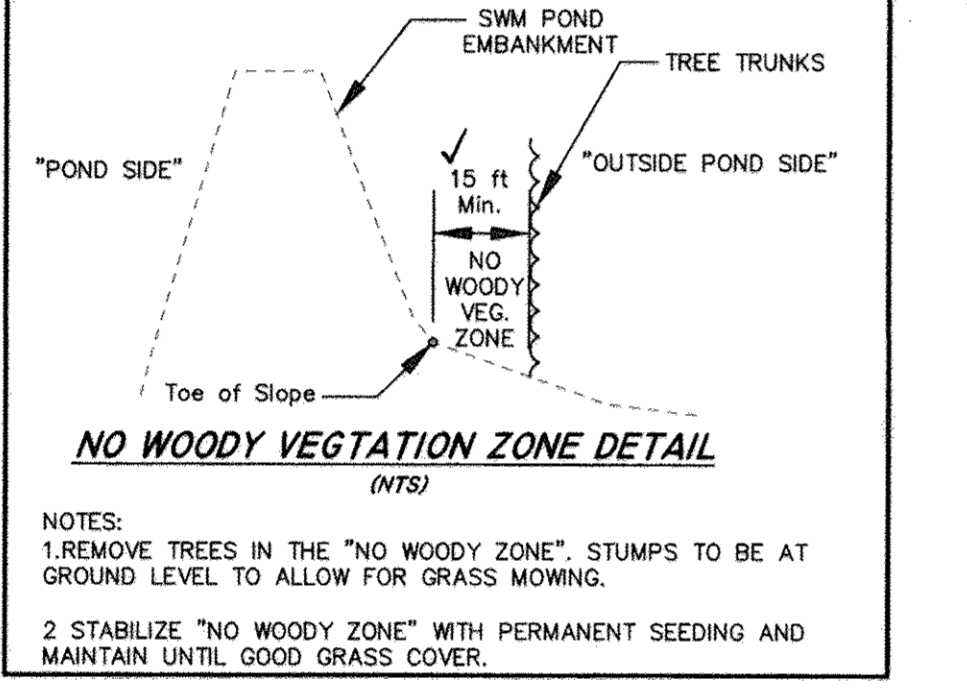 SWM POND
EMBANKMENT
TREE TRUNKS
"POND SIDE"
"OUTSIDE POND SIDE"
15 ft
Min.
NO
WOODY
VEG.
ZONE
Toe of Slope
NO WOODY VEGTATION ZONE DETAIL
(NTS)
NOTES:
1.REMOVE TREES IN THE "NO WOODY ZONE". STUMPS TO BE AT
GROUND LEVEL TO ALLOW FOR GRASS MOWING.
2 STABILIZE "NO WOODY ZONE" WITH PERMANENT SEEDING AND
MAINTAIN UNTIL GOOD GRASS COVER.